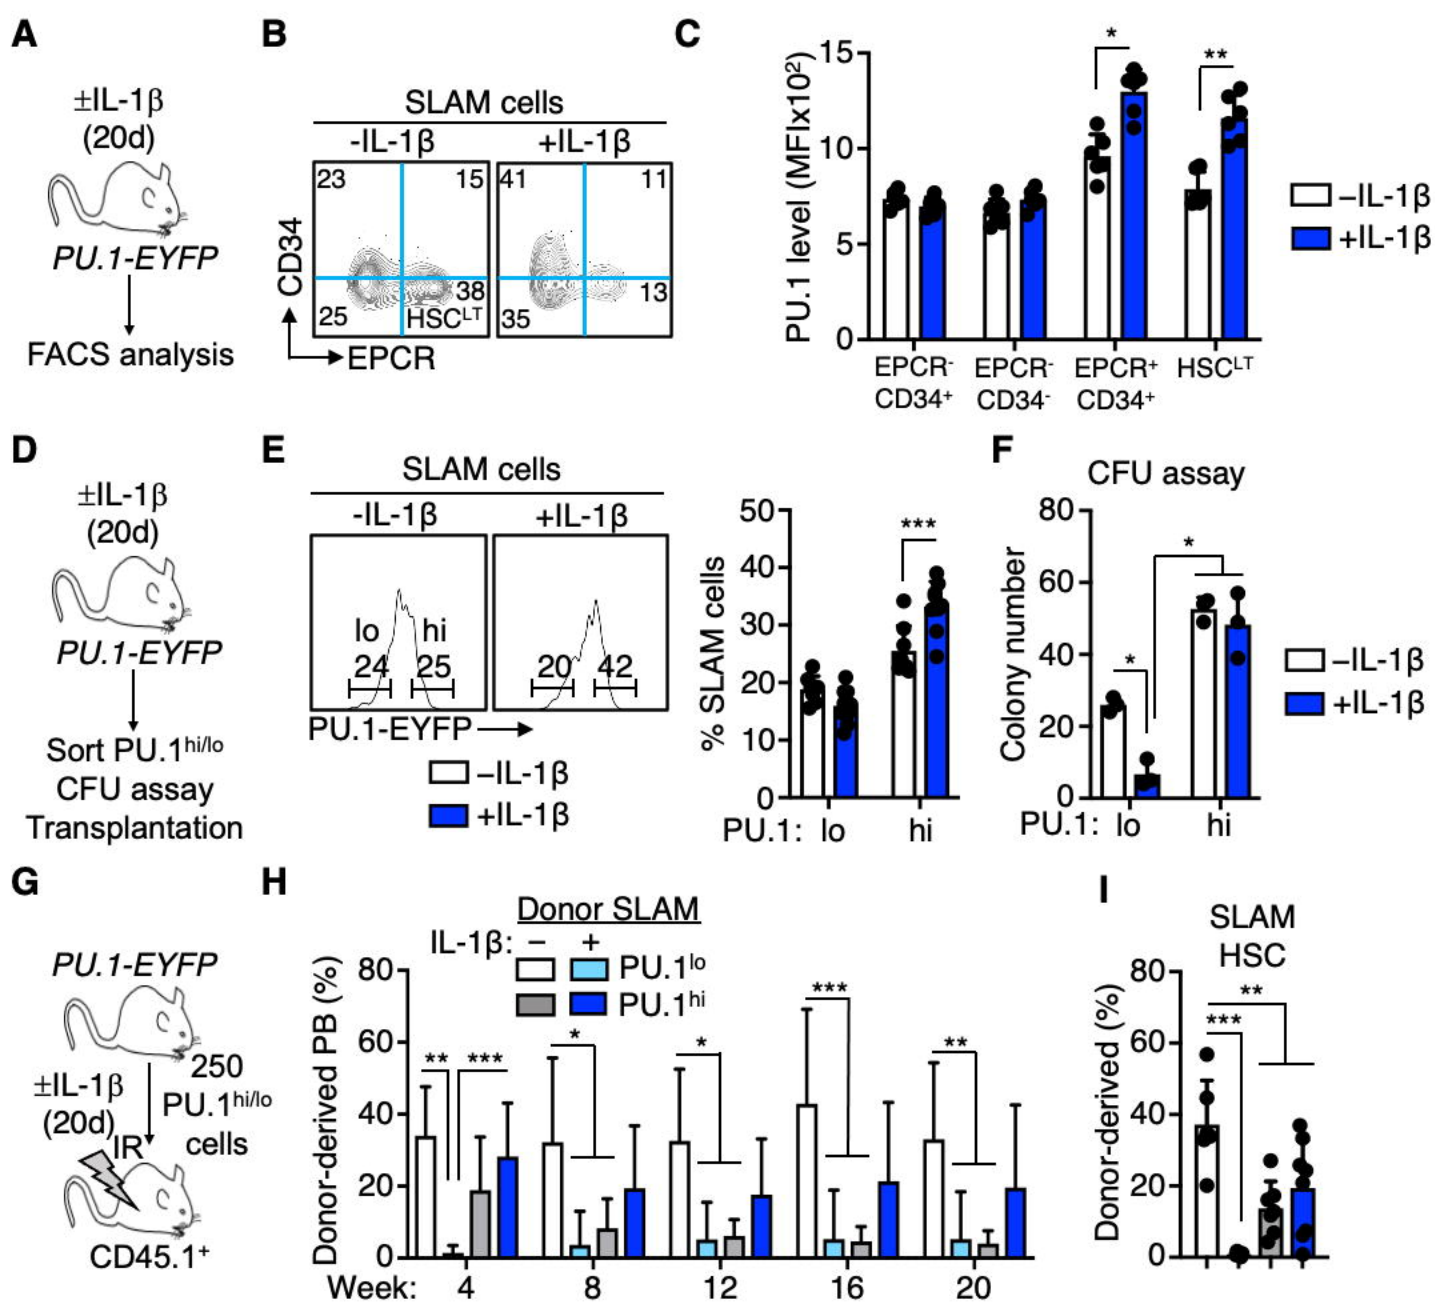 A
±IL-1β
(20d)
PU.1-EYFP
FACS analysis
B
SLAM cells
-IL-1β
+IL-1β
23
15
41
11
25
38
HSCLT
35
13
CD34
EPCR
C
PU.1 level (MFIx10²)
15
10
5
0
*
**
EPCR-
CD34+
EPCR-
CD34-
EPCR+
CD34+
HSCLT
–IL-1β
+IL-1β
D
±IL-1β
(20d)
PU.1-EYFP
Sort PU.1hi/lo
CFU assay
Transplantation
E
SLAM cells
-IL-1β
+IL-1β
lo
hi
24
25
20
42
PU.1-EYFP
–IL-1β
+IL-1β
% SLAM cells
50
40
30
20
10
0
***
PU.1: lo hi
F
CFU assay
Colony number
80
60
40
20
0
*
*
PU.1: lo hi
–IL-1β
+IL-1β
G
PU.1-EYFP
±IL-1β
(20d)
250
PU.1hi/lo
cells
IR
CD45.1+
H
Donor SLAM
IL-1β: – +
PU.1lo
PU.1hi
Donor-derived PB (%)
80
60
40
20
0
** ***
*
*
***
**
Week: 4 8 12 16 20
I
SLAM
HSC
Donor-derived (%)
80
60
40
20
0
**
***